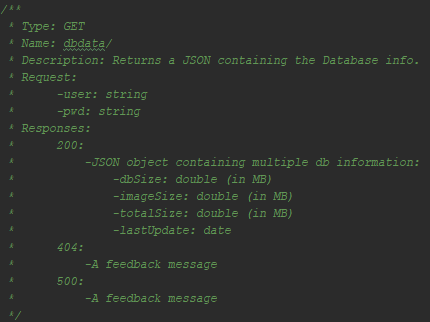 /**
 * Type: GET
 * Name: dbdata/
 * Description: Returns a JSON containing the Database info.
 * Request:
 *      -user: string
 *      -pwd: string
 * Responses:
 *      200:
 *          -JSON object containing multiple db information:
 *              -dbSize: double (in MB)
 *              -imageSize: double (in MB)
 *              -totalSize: double (in MB)
 *              -lastUpdate: date
 *      404:
 *          -A feedback message
 *      500:
 *          -A feedback message
 */